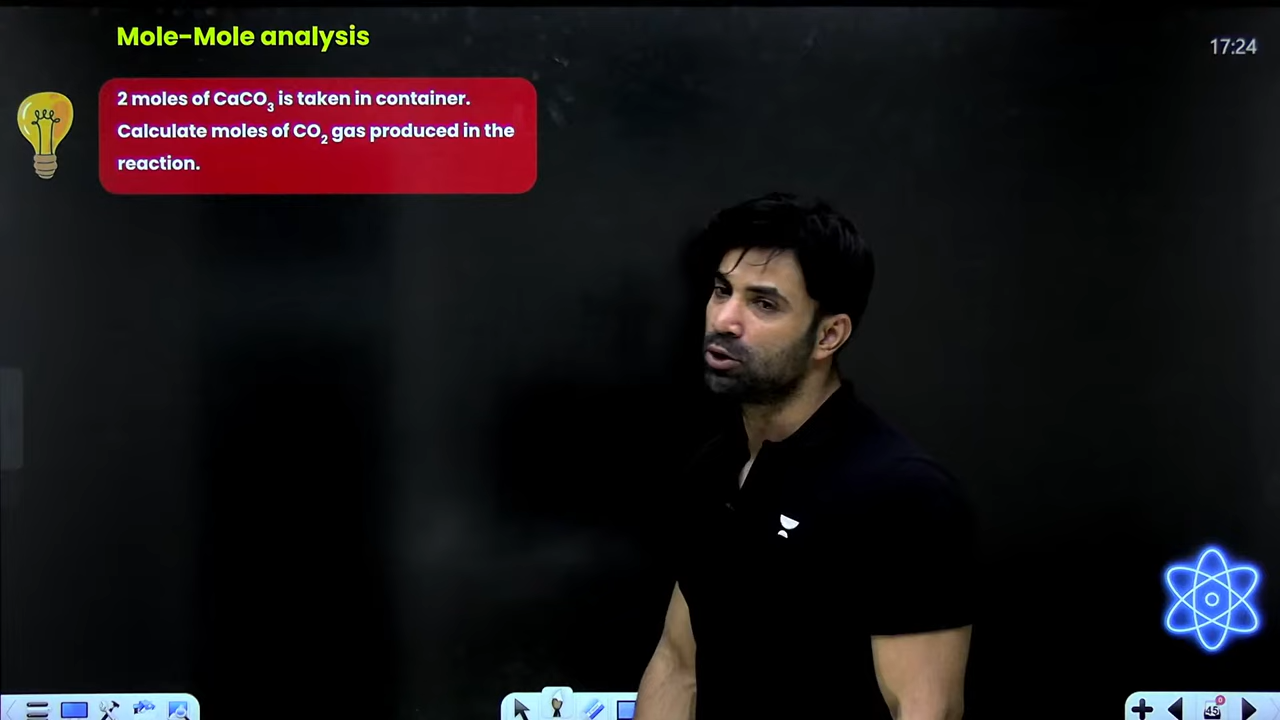 Mole-Mole analysis
17:24
2 moles of CaCO₃ is taken in container.
Calculate moles of CO₂ gas produced in the
reaction.
45